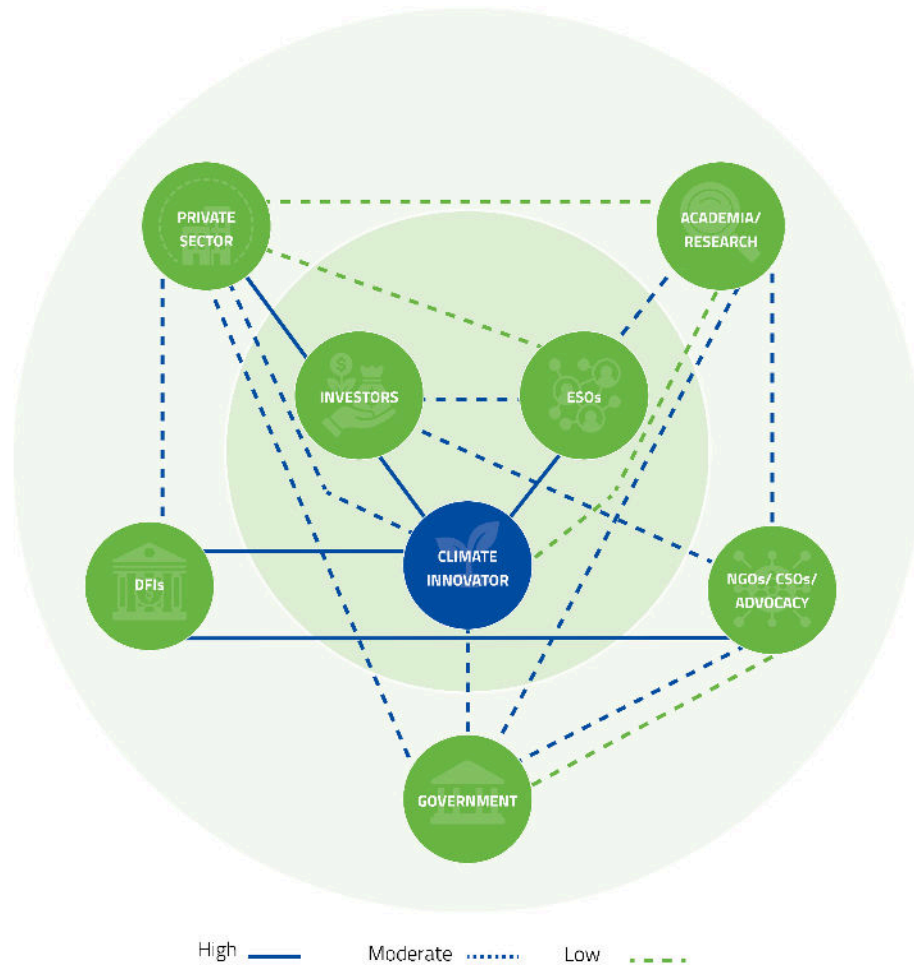 PRIVATE
SECTOR
ACADEMIA/
RESEARCH
INVESTORS
ESOs
CLIMATE
INNOVATOR
DFIs
NGOs/ CSOs/
ADVOCACY
GOVERNMENT
High
Moderate
Low